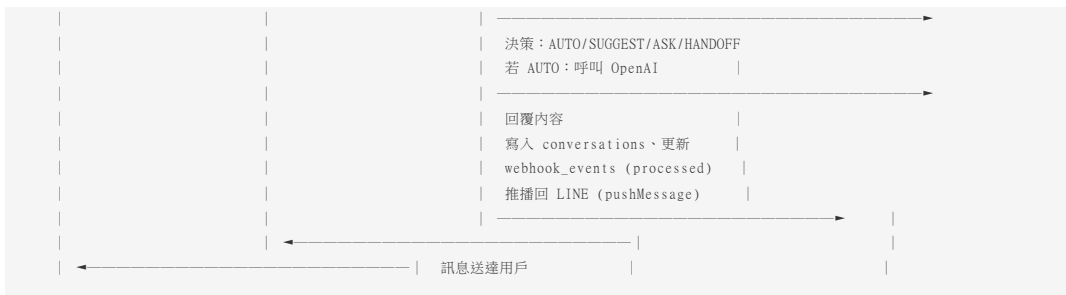 決策：AUTO/SUGGEST/ASK/HANDOFF
若 AUTO：呼叫 OpenAI
回覆內容
寫入 conversations、更新
webhook_events (processed)
推播回 LINE (pushMessage)
訊息送達用戶